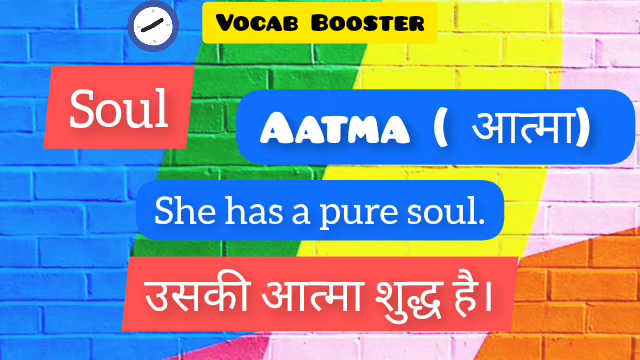 Vocab Booster
Soul
Aatma ( आत्मा)
She has a pure soul.
उसकी आत्मा शुद्ध है।